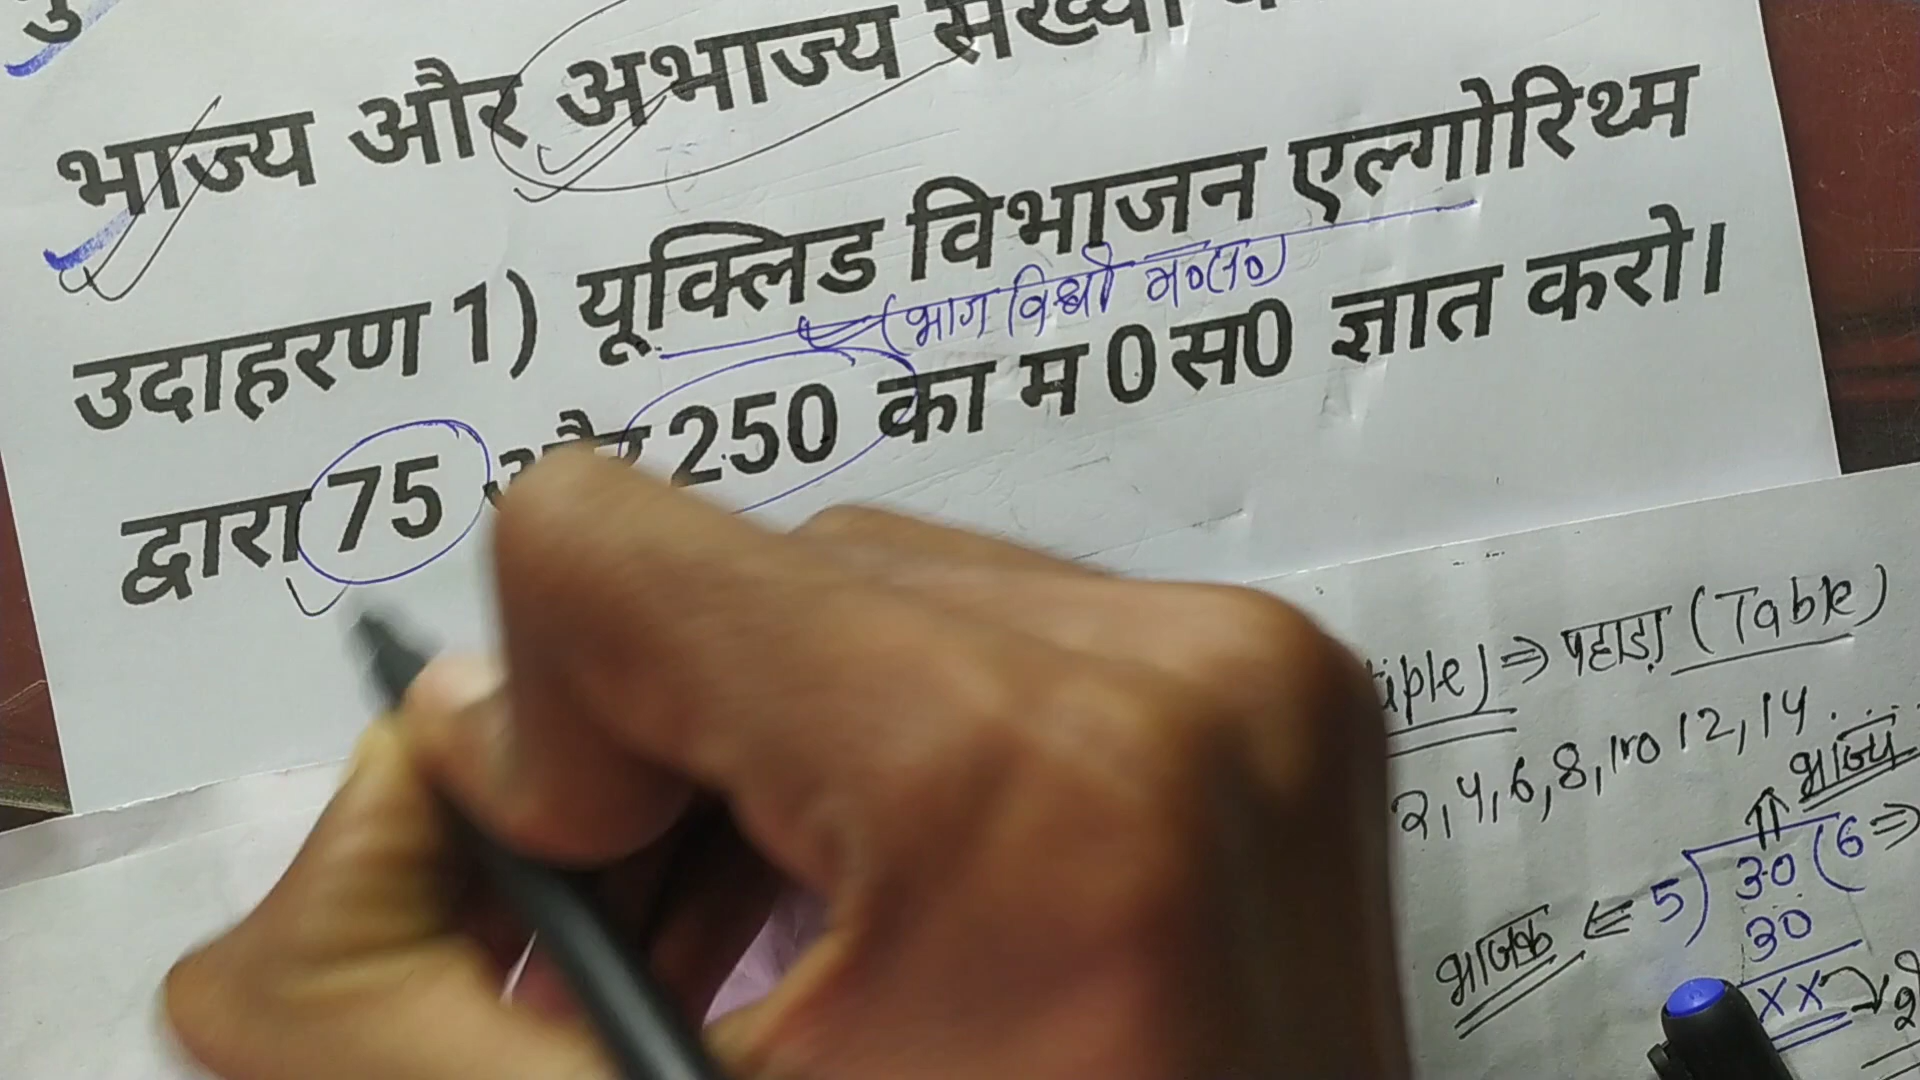 भाज्य और अभाज्य संख्या
उदाहरण 1) यूक्लिड विभाजन एल्गोरिथ्म
(भाग विधी म०स०)
द्वारा 75 और 250 का म0स0 ज्ञात करो।
tiple) ⇒ पहाड़ा (Table)
2,4,6,8,10 12,14....
भाज्य
भाजक ⇐ 5) 30 (6 ⇒
30
XX